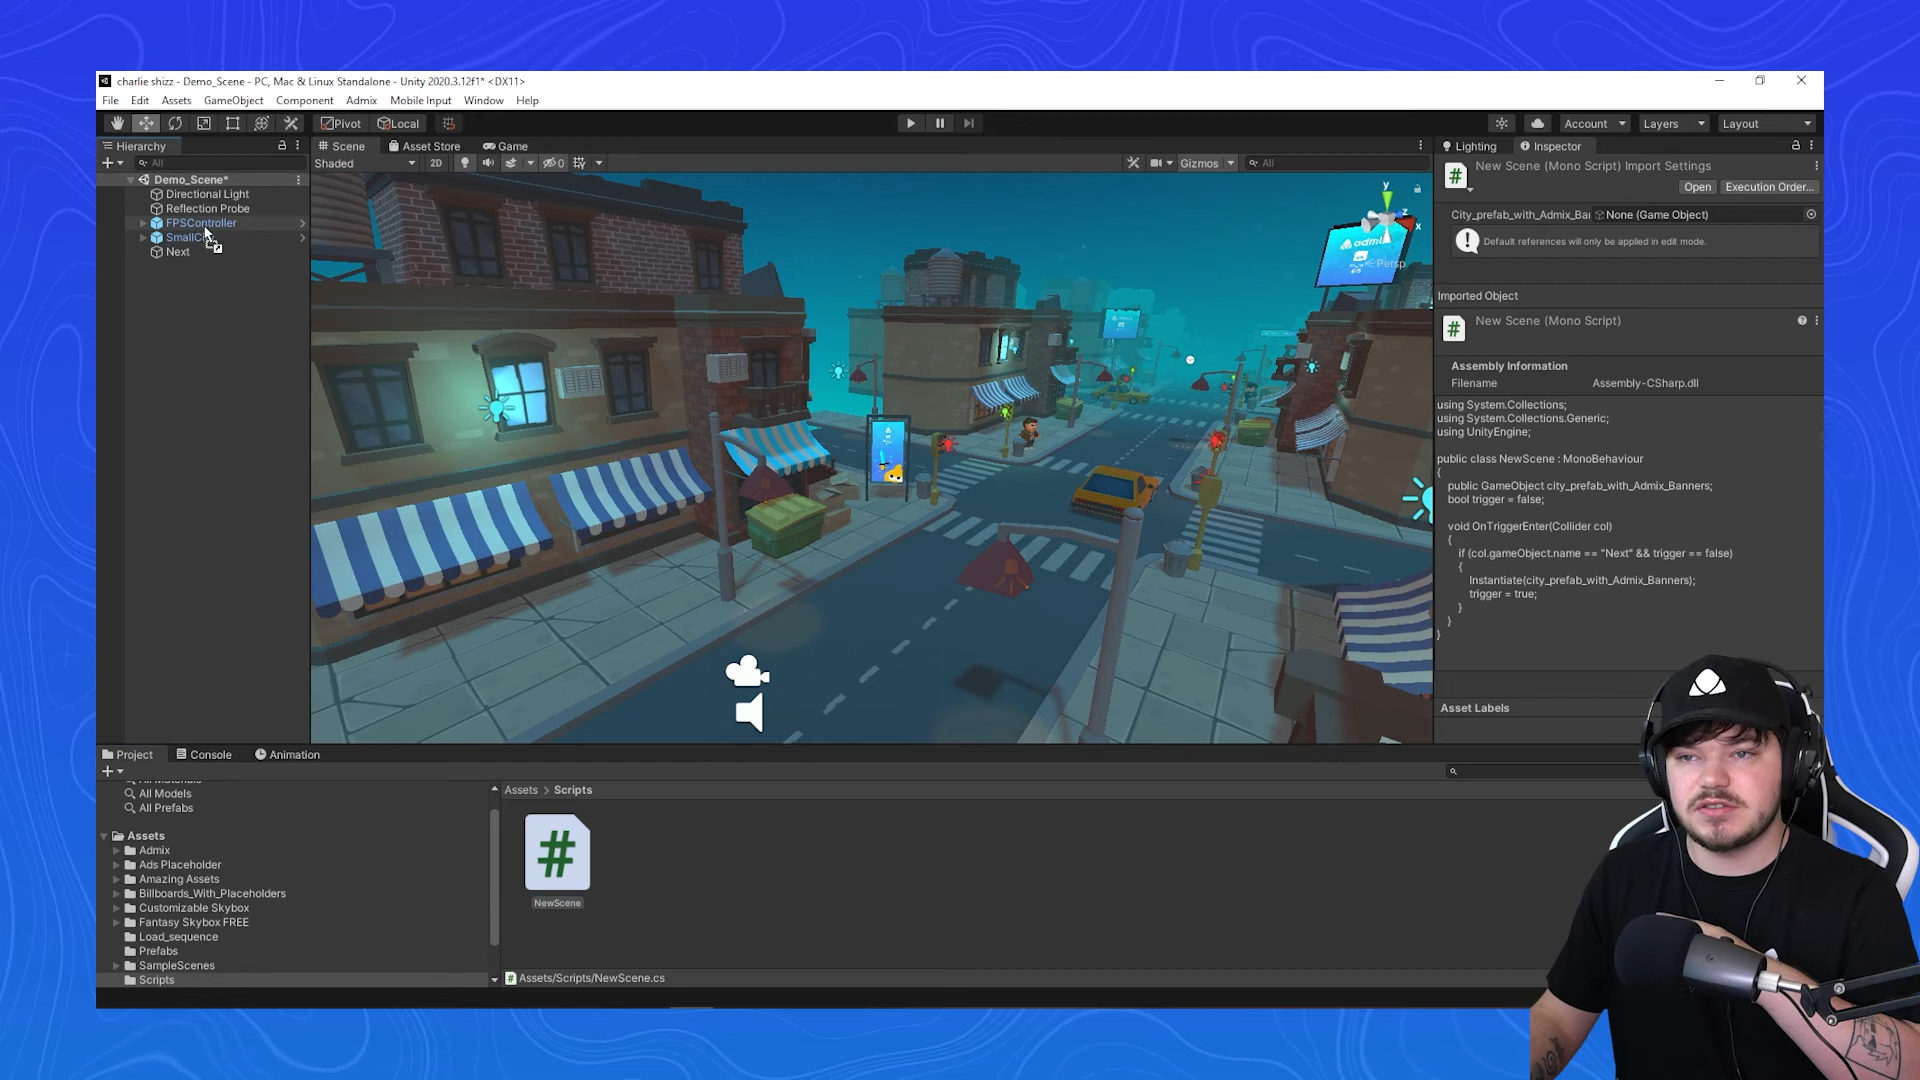 charlie shizz - Demo_Scene - PC, Mac & Linux Standalone - Unity 2020.3.12f1* <DX11>
File Edit Assets GameObject Component Admix Mobile Input Window Help
Pivot Local Account Layers Layout
Hierarchy
All
Demo_Scene*
Directional Light
Reflection Probe
FPSController
SmallCi
Next
Scene Asset Store Game
Shaded 2D 0 Gizmos All
y
z
x
admix
< Persp
Lighting Inspector
New Scene (Mono Script) Import Settings
Open Execution Order...
City_prefab_with_Admix_Ba None (Game Object)
Default references will only be applied in edit mode.
Imported Object
New Scene (Mono Script)
Assembly Information
Filename Assembly-CSharp.dll
using System.Collections;
using System.Collections.Generic;
using UnityEngine;
public class NewScene : MonoBehaviour
{
public GameObject city_prefab_with_Admix_Banners;
bool trigger = false;
void OnTriggerEnter(Collider col)
{
if (col.gameObject.name == "Next" && trigger == false)
{
Instantiate(city_prefab_with_Admix_Banners);
trigger = true;
}
}
}
Asset Labels
Project Console Animation
All Materials
All Models
All Prefabs
Assets
Admix
Ads Placeholder
Amazing Assets
Billboards_With_Placeholders
Customizable Skybox
Fantasy Skybox FREE
Load_sequence
Prefabs
SampleScenes
Scripts
Assets > Scripts
#
NewScene
Assets/Scripts/NewScene.cs